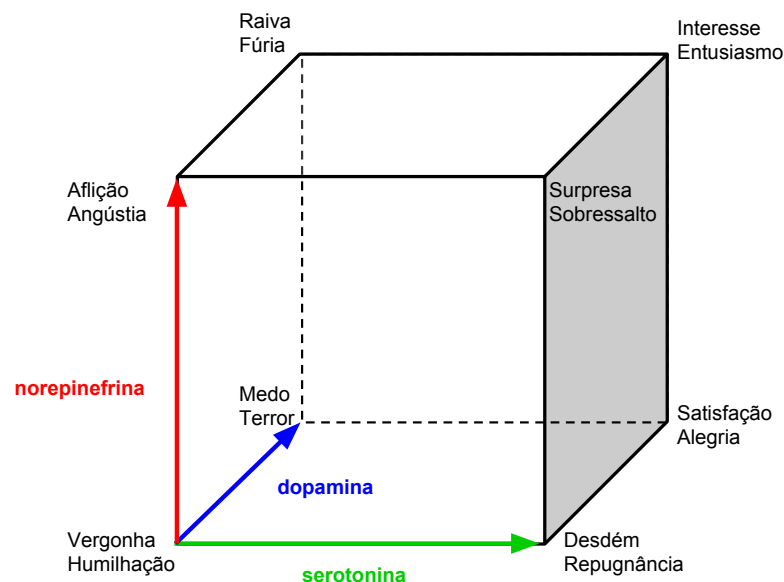 Raiva
Fúria
Interesse
Entusiasmo
Aflição
Angústia
Surpresa
Sobressalto
norepinefrina
Medo
Terror
Satisfação
Alegria
dopamina
Vergonha
Humilhação
Desdém
Repugnância
serotonina